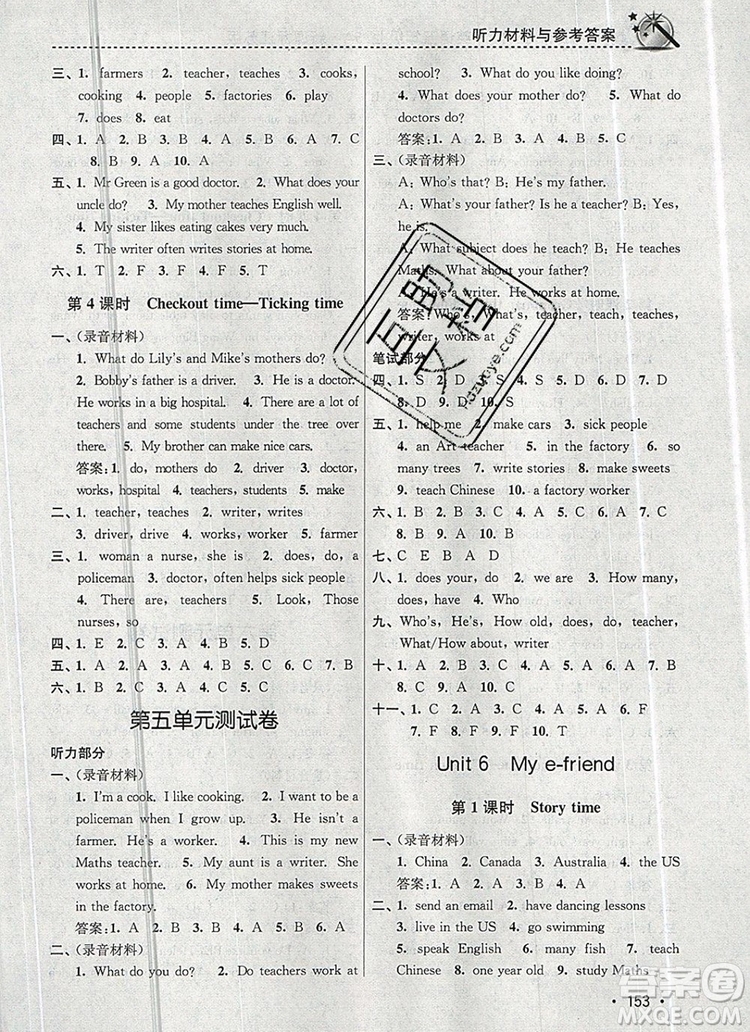 听力材料与参考答案
三、1. farmers 2. teacher, teaches 3. cooks,
cooking 4. people 5. factories 6. play
7. does 8. eat
四、1. A 2. B 3. B 4. A 5. B 6. A 7. C
8. B 9. A 10. A
五、1. Mr Green is a good doctor. 2. What does your
uncle do? 3. My mother teaches English well.
4. My sister likes eating cakes very much.
5. The writer often writes stories at home.
六、1. T 2. F 3. F 4. F 5. T
第 4 课时 Checkout time—Ticking time
一、(录音材料)
1. What do Lily's and Mike's mothers do?
2. Bobby's father is a driver. 3. I'm a doctor.
He works in a big hospital. 4. There are a lot of
teachers and some students under the tree over
there. 5. My brother can make nice cars.
答案:1. do, mothers do 2. driver 3. doctor,
works, hospital 4. teachers, students 5. make
二、1. teacher, teaches 2. writer, writes
3. driver, drive 4. works, worker 5. farmer
三、1. woman a nurse, she is 2. does, do, a
policeman 3. doctor, often helps sick people
4. There are, teachers 5. Look at, Those
nurses, so
四、1. E 2. C 3. A 4. B 5. D
五、1. A 2. A 3. B 4. B 5. C
六、1. B 2. C 3. C 4. A 5. C
第五单元测试卷
听力部分
一、(录音材料)
1. I'm a cook. I like cooking. 2. I want to be a
policeman when I grow up. 3. He isn't a
farmer. He's a worker. 4. This is my new
Maths teacher. 5. My aunt is a writer. She
works at home. 6. My mother makes sweets
in the factory.
答案:1. A 2. B 3. A 4. B 5. A 6. B
二、(录音材料)
1. What do you do? 2. Do teachers work at
school? 3. What do you like doing?
4. What does your mother do? 5. What do
doctors do?
答案:1. A 2. A 3. B 4. B 5. C
三、(录音材料)
A: Who's that? B: He's my father.
A: What's your father? Is he a teacher? B: Yes,
he is.
A: What subject does he teach? B: He teaches
Maths. What about your father?
A: He's a writer. He works at home.
答案:Who's, What's, teacher, What, teaches,
writer, works at
笔试部分
四、1. S 2. D 3. D 4. S 5. D 6. D
7. D 8. D 9. S 10. S
五、1. help me 2. make cars 3. sick people
4. an Art teacher 5. in the factory 6. so
many trees 7. write stories 8. make sweets
9. teach Chinese 10. a factory worker
六、1. C 2. B 3. C 4. C 5. A 6. A 7. C
8. B 9. B 10. A
七、C E B D A
八、1. does your, do 2. do we 3. How many,
does, have 4. a 5. Who
九、Who's, He's, How old, does, do, teacher,
What/How about, writer
十、1. C 2. A 3. C 4. C 5. A 6. B 7. C
8. A 9. A 10. C
十一、1. F 2. F 3. T 4. F 5. T 6. T 7. F
8. F 9. F 10. T
Unit 6 My e-friend
第 1 课时 Story time
一、(录音材料)
1. China 2. Canada 3. Australia 4. the US
答案:1. A 2. A 3. B 4. B
二、1. send an email 2. have dancing lessons
3. live in the US 4. go swimming
5. speak English 6. many fish 7. teach
Chinese 8. one year old 9. study Maths
153
答案圈
MXQE.COM